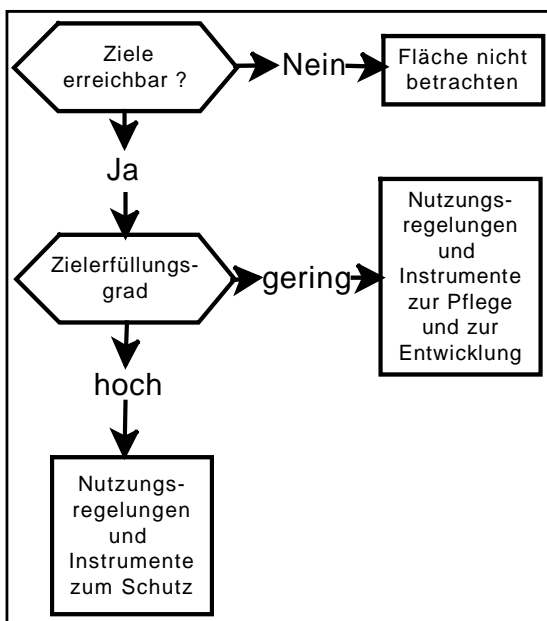 Ziele
erreichbar ?
Nein
Fläche nicht
betrachten
Ja
Zielerfüllungs-
grad
gering
Nutzungs-
regelungen
und
Instrumente
zur Pflege
und zur
Entwicklung
hoch
Nutzungs-
regelungen
und
Instrumente
zum Schutz